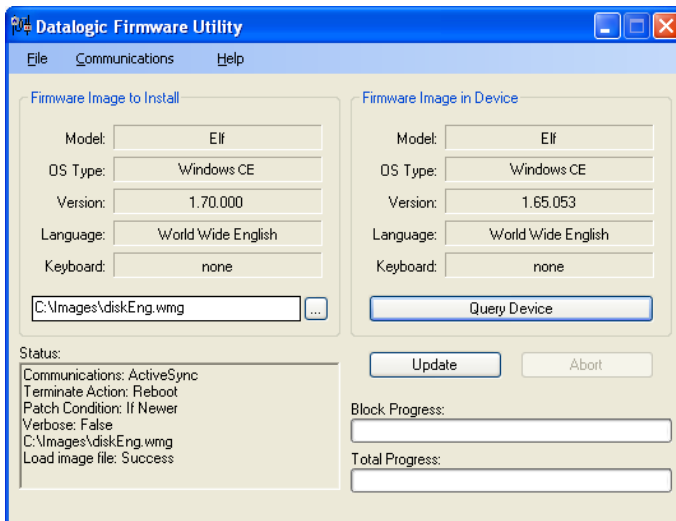 Datalogic Firmware Utility
File Communications Help
Firmware Image to Install
Model: Elf
OS Type: Windows CE
Version: 1.70.000
Language: World Wide English
Keyboard: none
C:\Images\diskEng.wmg ...
Firmware Image in Device
Model: Elf
OS Type: Windows CE
Version: 1.65.053
Language: World Wide English
Keyboard: none
Query Device
Status:
Communications: ActiveSync
Terminate Action: Reboot
Patch Condition: If Newer
Verbose: False
C:\Images\diskEng.wmg
Load image file: Success
Update Abort
Block Progress:
Total Progress: